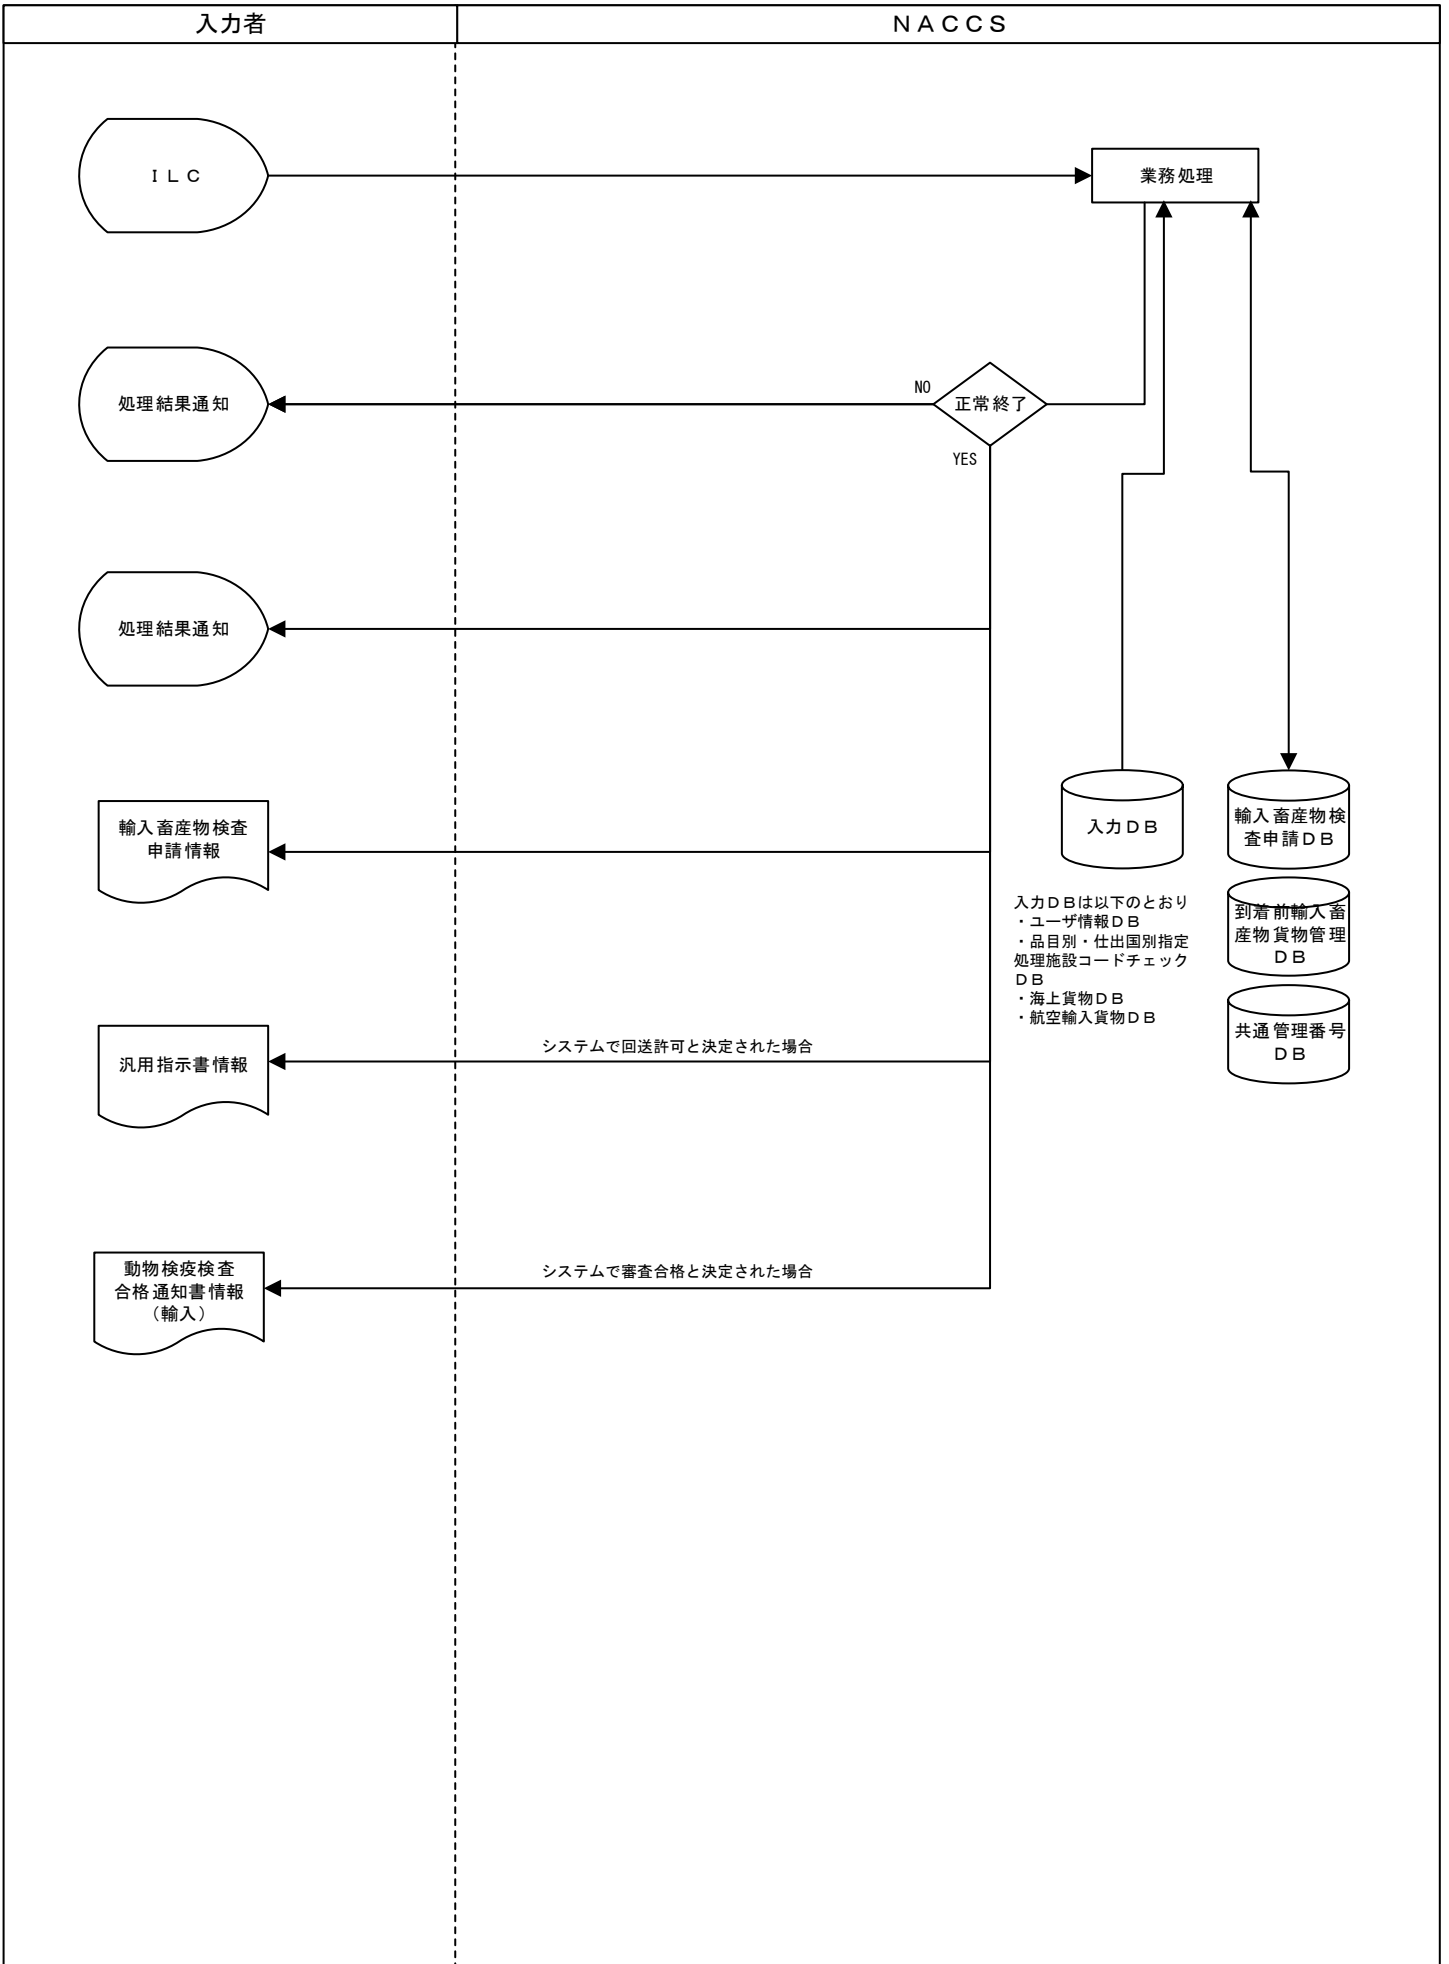 入力者
ＮＡＣＣＳ
ＩＬＣ
業務処理
処理結果通知
NO
正常終了
YES
処理結果通知
輸入畜産物検査
申請情報
入力ＤＢ
輸入畜産物検
査申請ＤＢ
入力ＤＢは以下のとおり
・ユーザ情報ＤＢ
・品目別・仕出国別指定
処理施設コードチェック
ＤＢ
・海上貨物ＤＢ
・航空輸入貨物ＤＢ
到着前輸入畜
産物貨物管理
ＤＢ
共通管理番号
ＤＢ
汎用指示書情報
システムで回送許可と決定された場合
動物検疫検査
合格通知書情報
（輸入）
システムで審査合格と決定された場合